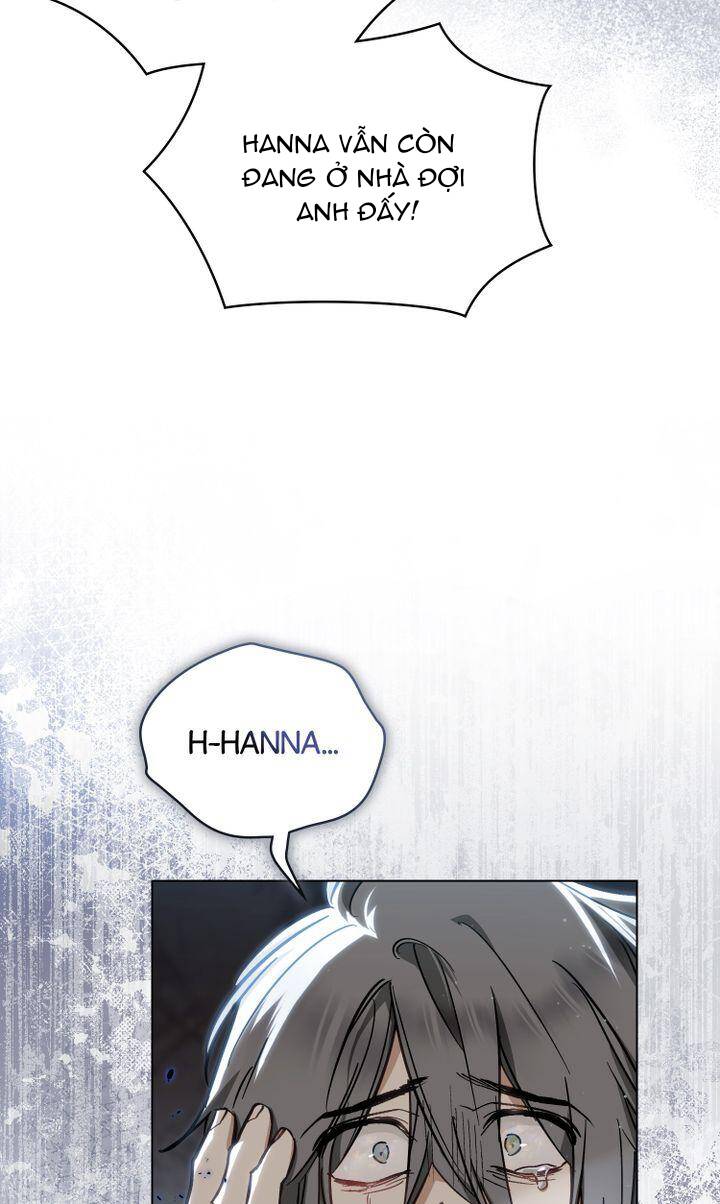 HANNA VẪN CÒN
ĐANG Ở NHÀ ĐỢI
ANH ĐẤY!
H-HANNA...